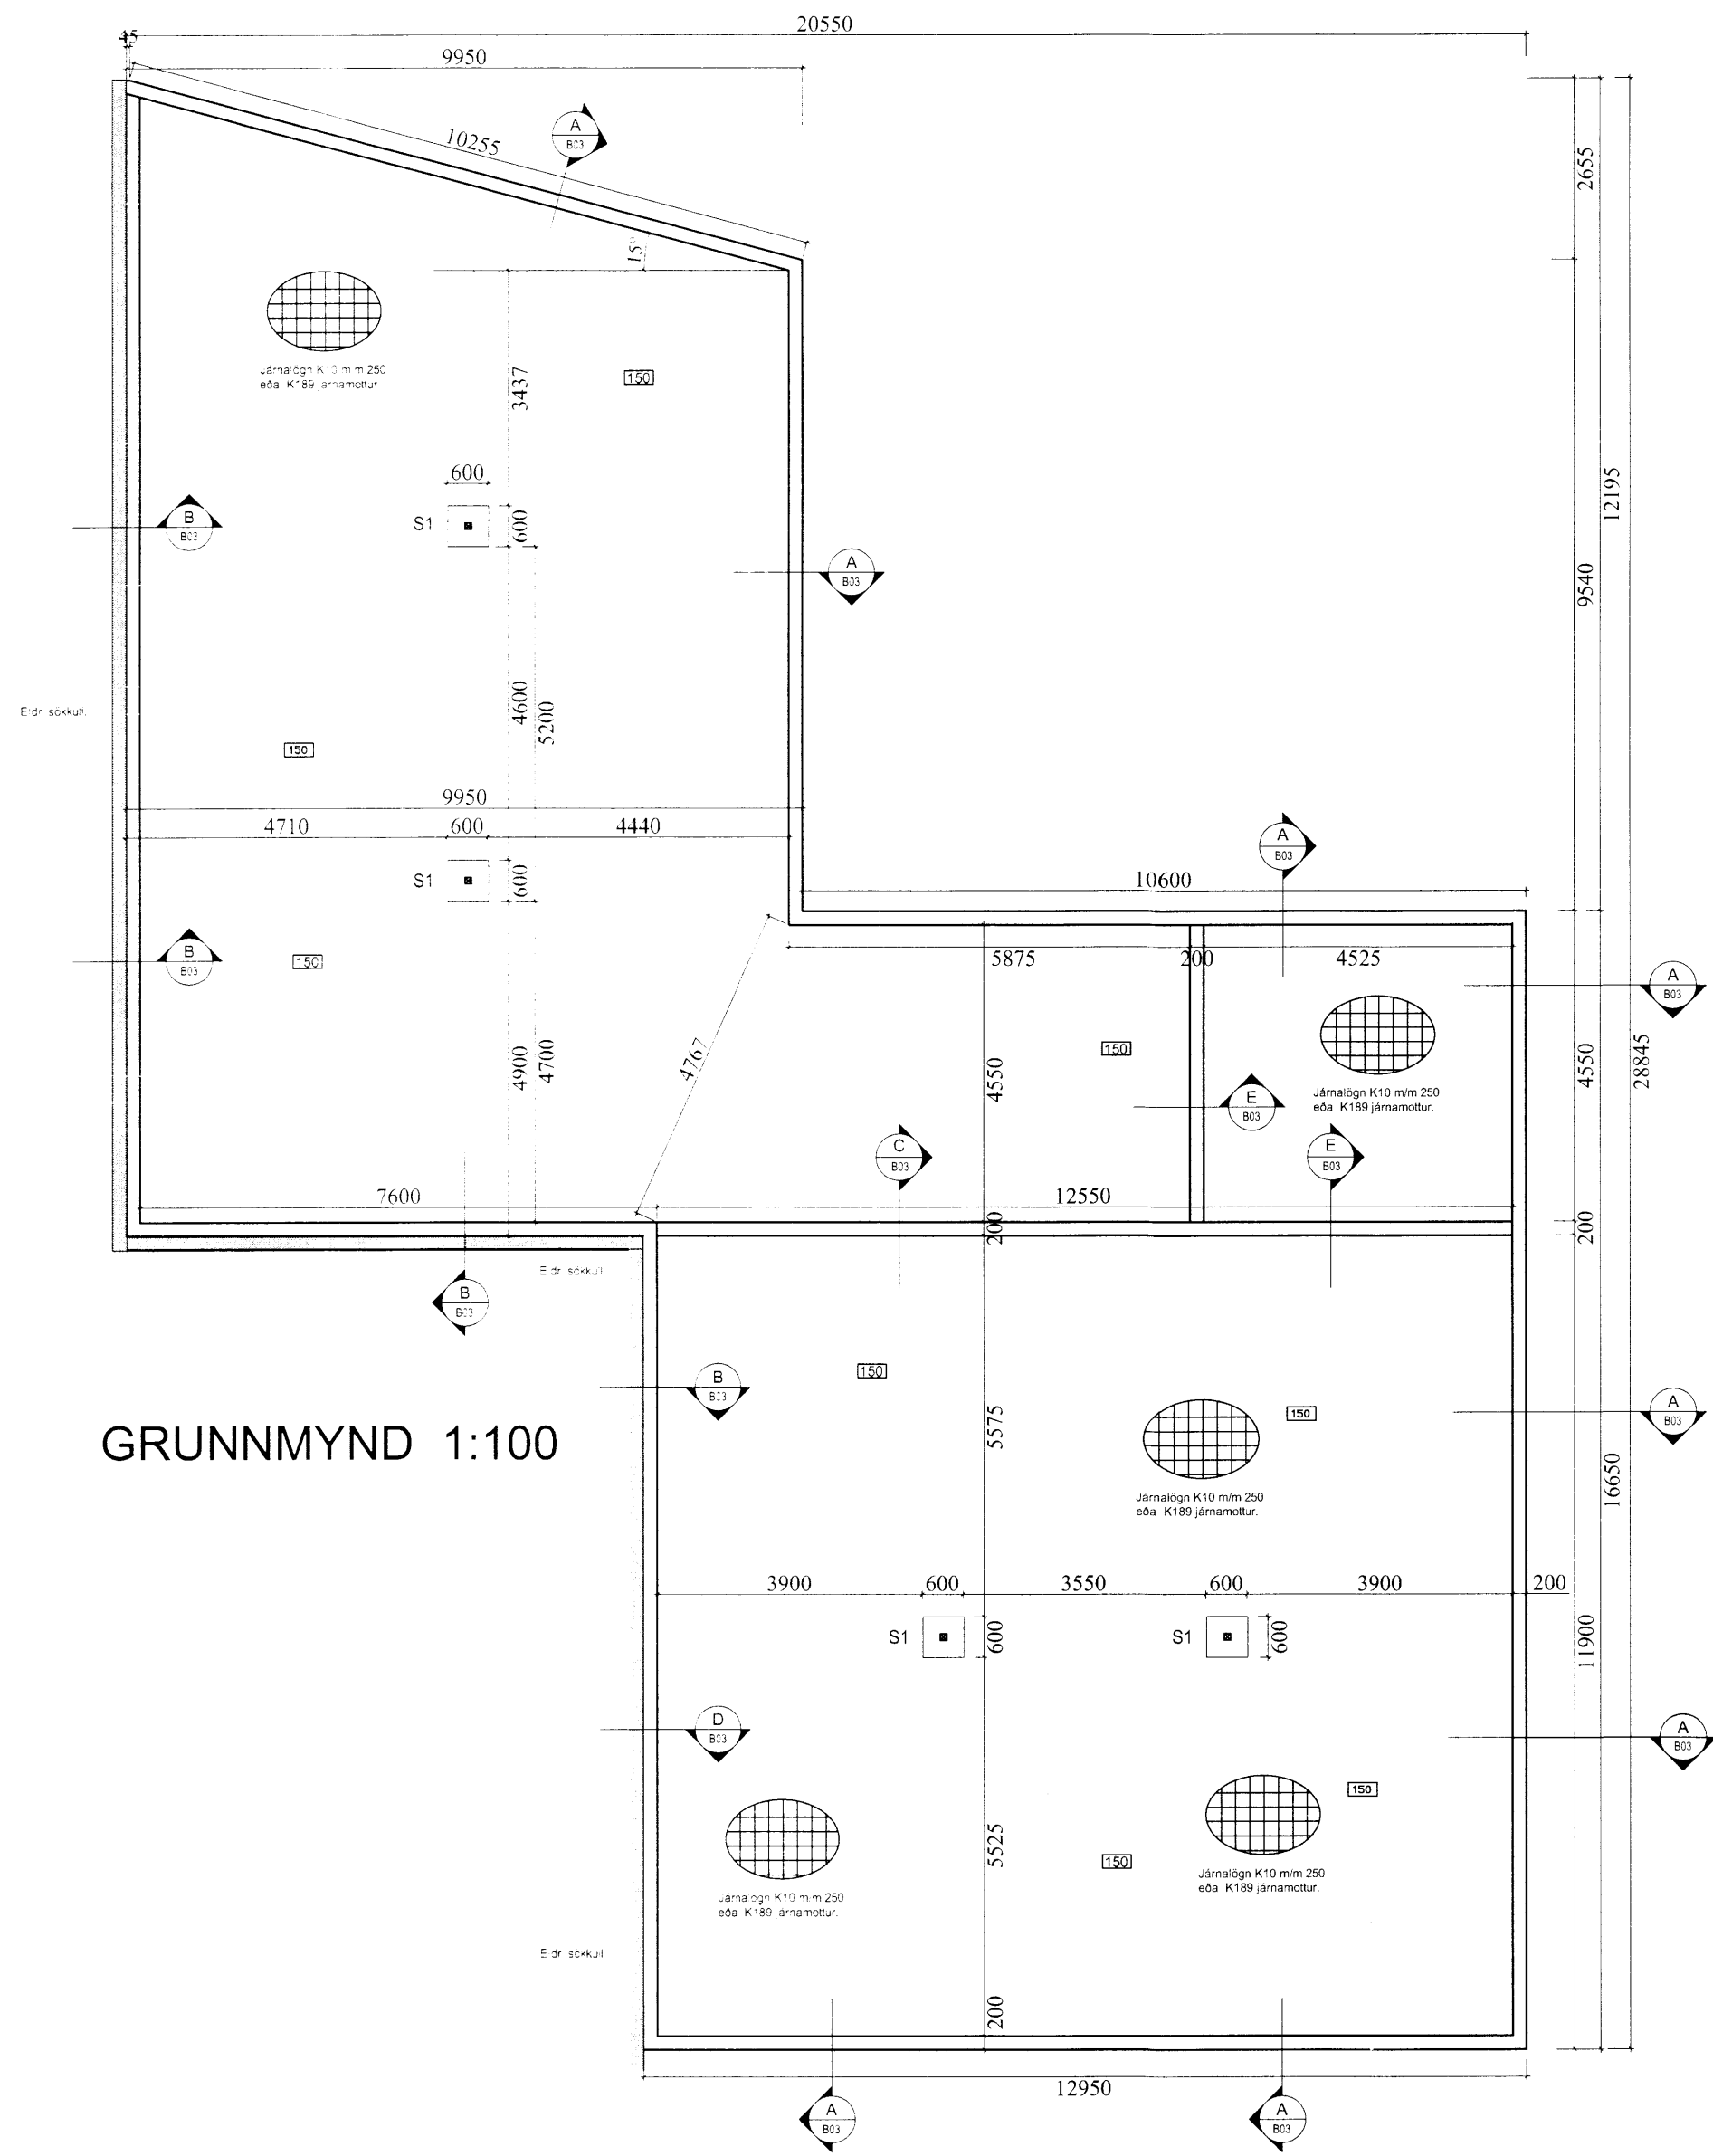 20550
45
9950
10255
A
B03
2655
15°
Járnalögn K10 m/m 250
eða K189 járnamottur.
150
3437
12195
600
S1
600
B
B03
A
B03
9540
4600
5200
Eldri sökkull.
150
9950
4710
600
4440
S1
600
A
B03
10600
B
B03
150
5875
200
4525
A
B03
4900
4700
4767
4550
150
4550
28845
Járnalögn K10 m/m 250
eða K189 járnamottur.
E
B03
C
B03
E
B03
7600
12550
200
200
Eldri sökkull
B
B03
B
B03
150
GRUNNMYND 1:100
5575
150
A
B03
16650
Járnalögn K10 m/m 250
eða K189 járnamottur.
3900
600
3550
600
3900
200
S1
600
S1
600
11900
D
B03
A
B03
150
5525
150
Járnalögn K10 m/m 250
eða K189 járnamottur.
Járnalögn K10 m/m 250
eða K189 járnamottur.
Eldri sökkull
200
12950
A
B03
A
B03